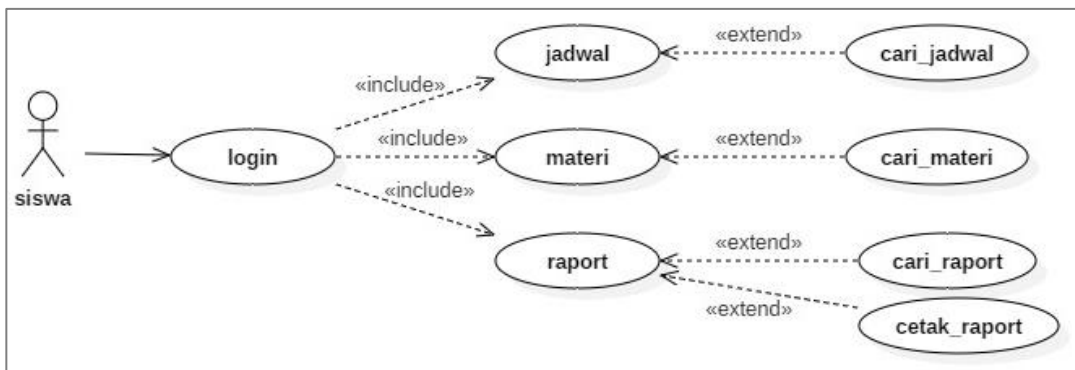 «extend»
jadwal
cari_jadwal
«include»
«include»
«extend»
siswa
login
materi
cari_materi
«include»
«extend»
raport
cari_raport
«extend»
cetak_raport